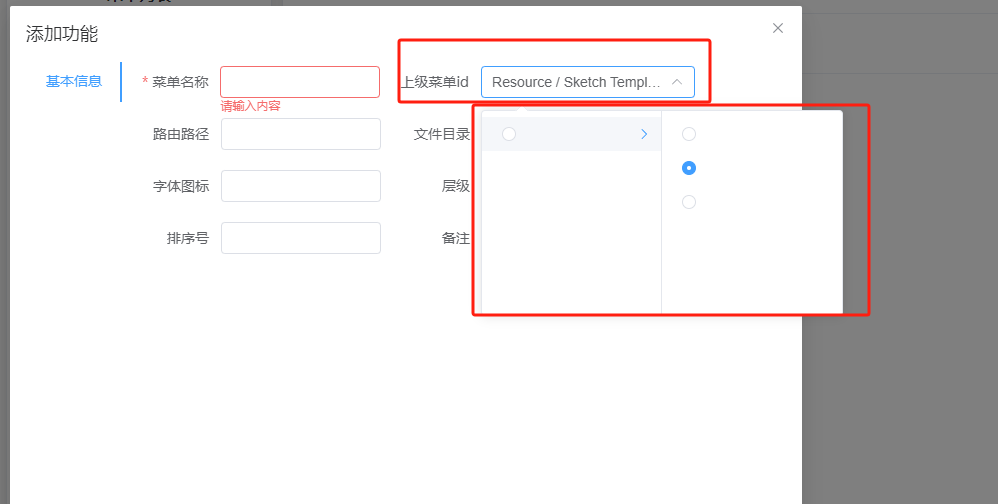 添加功能
基本信息
* 菜单名称
请输入内容
上级菜单id
Resource / Sketch Templ...
路由路径
文件目录
字体图标
层级
排序号
备注